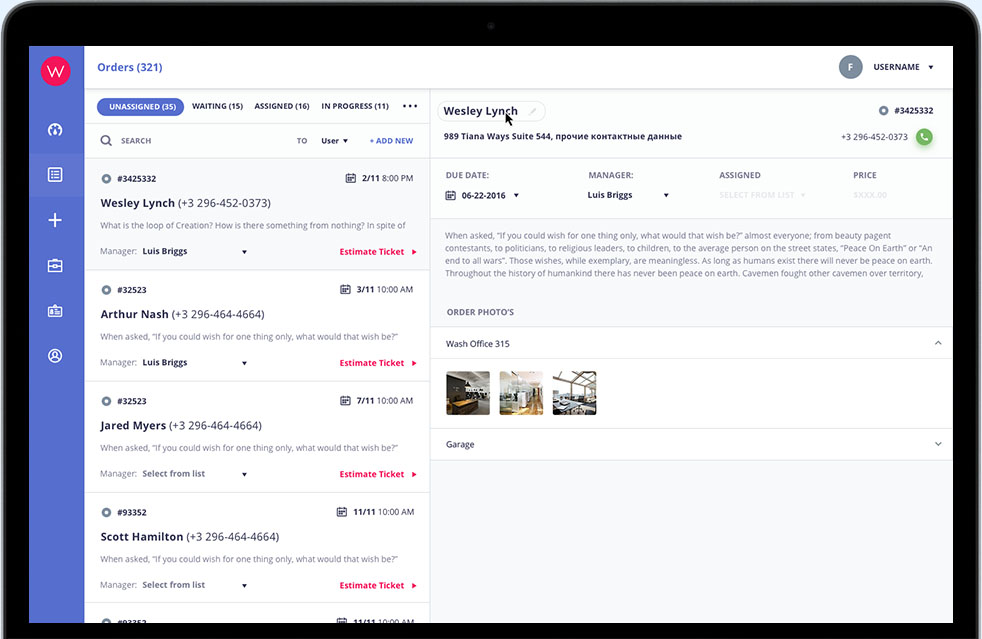 W
Orders (321)
F USERNAME
UNASSIGNED (35) WAITING (15) ASSIGNED (16) IN PROGRESS (11)
SEARCH TO User + ADD NEW
#3425332 2/11 8:00 PM
Wesley Lynch (+3 296-452-0373)
What is the loop of Creation? How is there something from nothing? In spite of
Manager: Luis Briggs Estimate Ticket
#32523 3/11 10:00 AM
Arthur Nash (+3 296-464-4664)
When asked, “If you could wish for one thing only, what would that wish be?”
Manager: Luis Briggs Estimate Ticket
#32523 7/11 10:00 AM
Jared Myers (+3 296-464-4664)
When asked, “If you could wish for one thing only, what would that wish be?”
Manager: Select from list Estimate Ticket
#93352 11/11 10:00 AM
Scott Hamilton (+3 296-464-4664)
When asked, “If you could wish for one thing only, what would that wish be?”
Manager: Select from list Estimate Ticket
#93352 11/11 10:00 AM
Wesley Lynch #3425332
989 Tiana Ways Suite 544, прочие контактные данные +3 296-452-0373
DUE DATE: MANAGER: ASSIGNED PRICE
06-22-2016 Luis Briggs SELECT FROM LIST $XXX.00
When asked, “If you could wish for one thing only, what would that wish be?” almost everyone; from beauty pagent
contestants, to politicians, to religious leaders, to children, to the average person on the street states, “Peace On Earth” or “An
end to all wars”. Those wishes, while exemplary, are meaningless. As long as humans exist there will never be peace on earth.
Throughout the history of humankind there has never been peace on earth. Cavemen fought other cavemen over territory,
ORDER PHOTO'S
Wash Office 315
Garage